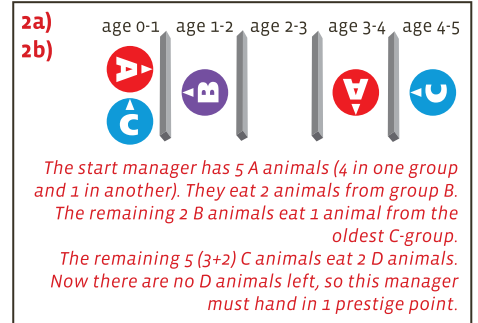 2a) age 0-1 age 1-2 age 2-3 age 3-4 age 4-5
2b)
A B A C
C
The start manager has 5 A animals (4 in one group
and 1 in another). They eat 2 animals from group B.
The remaining 2 B animals eat 1 animal from the
oldest C-group.
The remaining 5 (3+2) C animals eat 2 D animals.
Now there are no D animals left, so this manager
must hand in 1 prestige point.